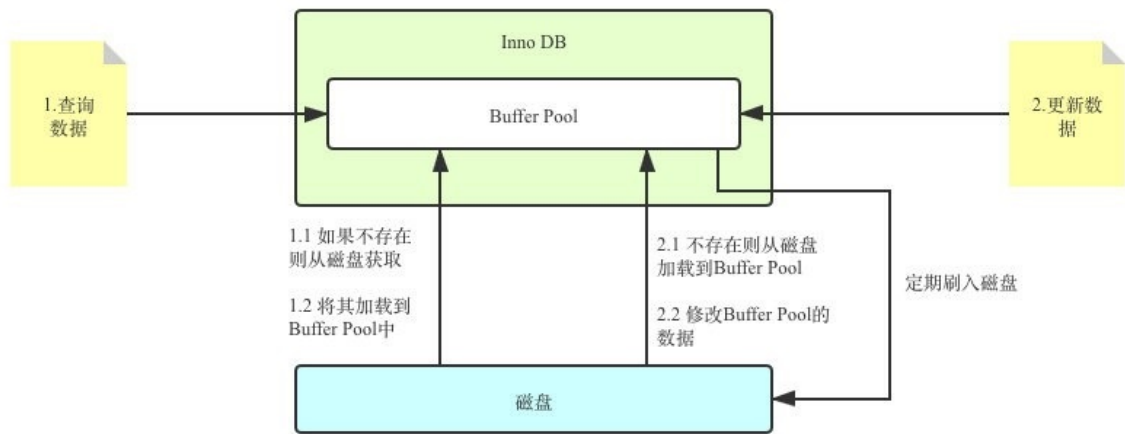 Inno DB
1.查询
数据
Buffer Pool
2.更新数
据
1.1 如果不存在
则从磁盘获取
1.2 将其加载到
Buffer Pool中
2.1 不存在则从磁盘
加载到Buffer Pool
2.2 修改Buffer Pool的
数据
定期刷入磁盘
磁盘